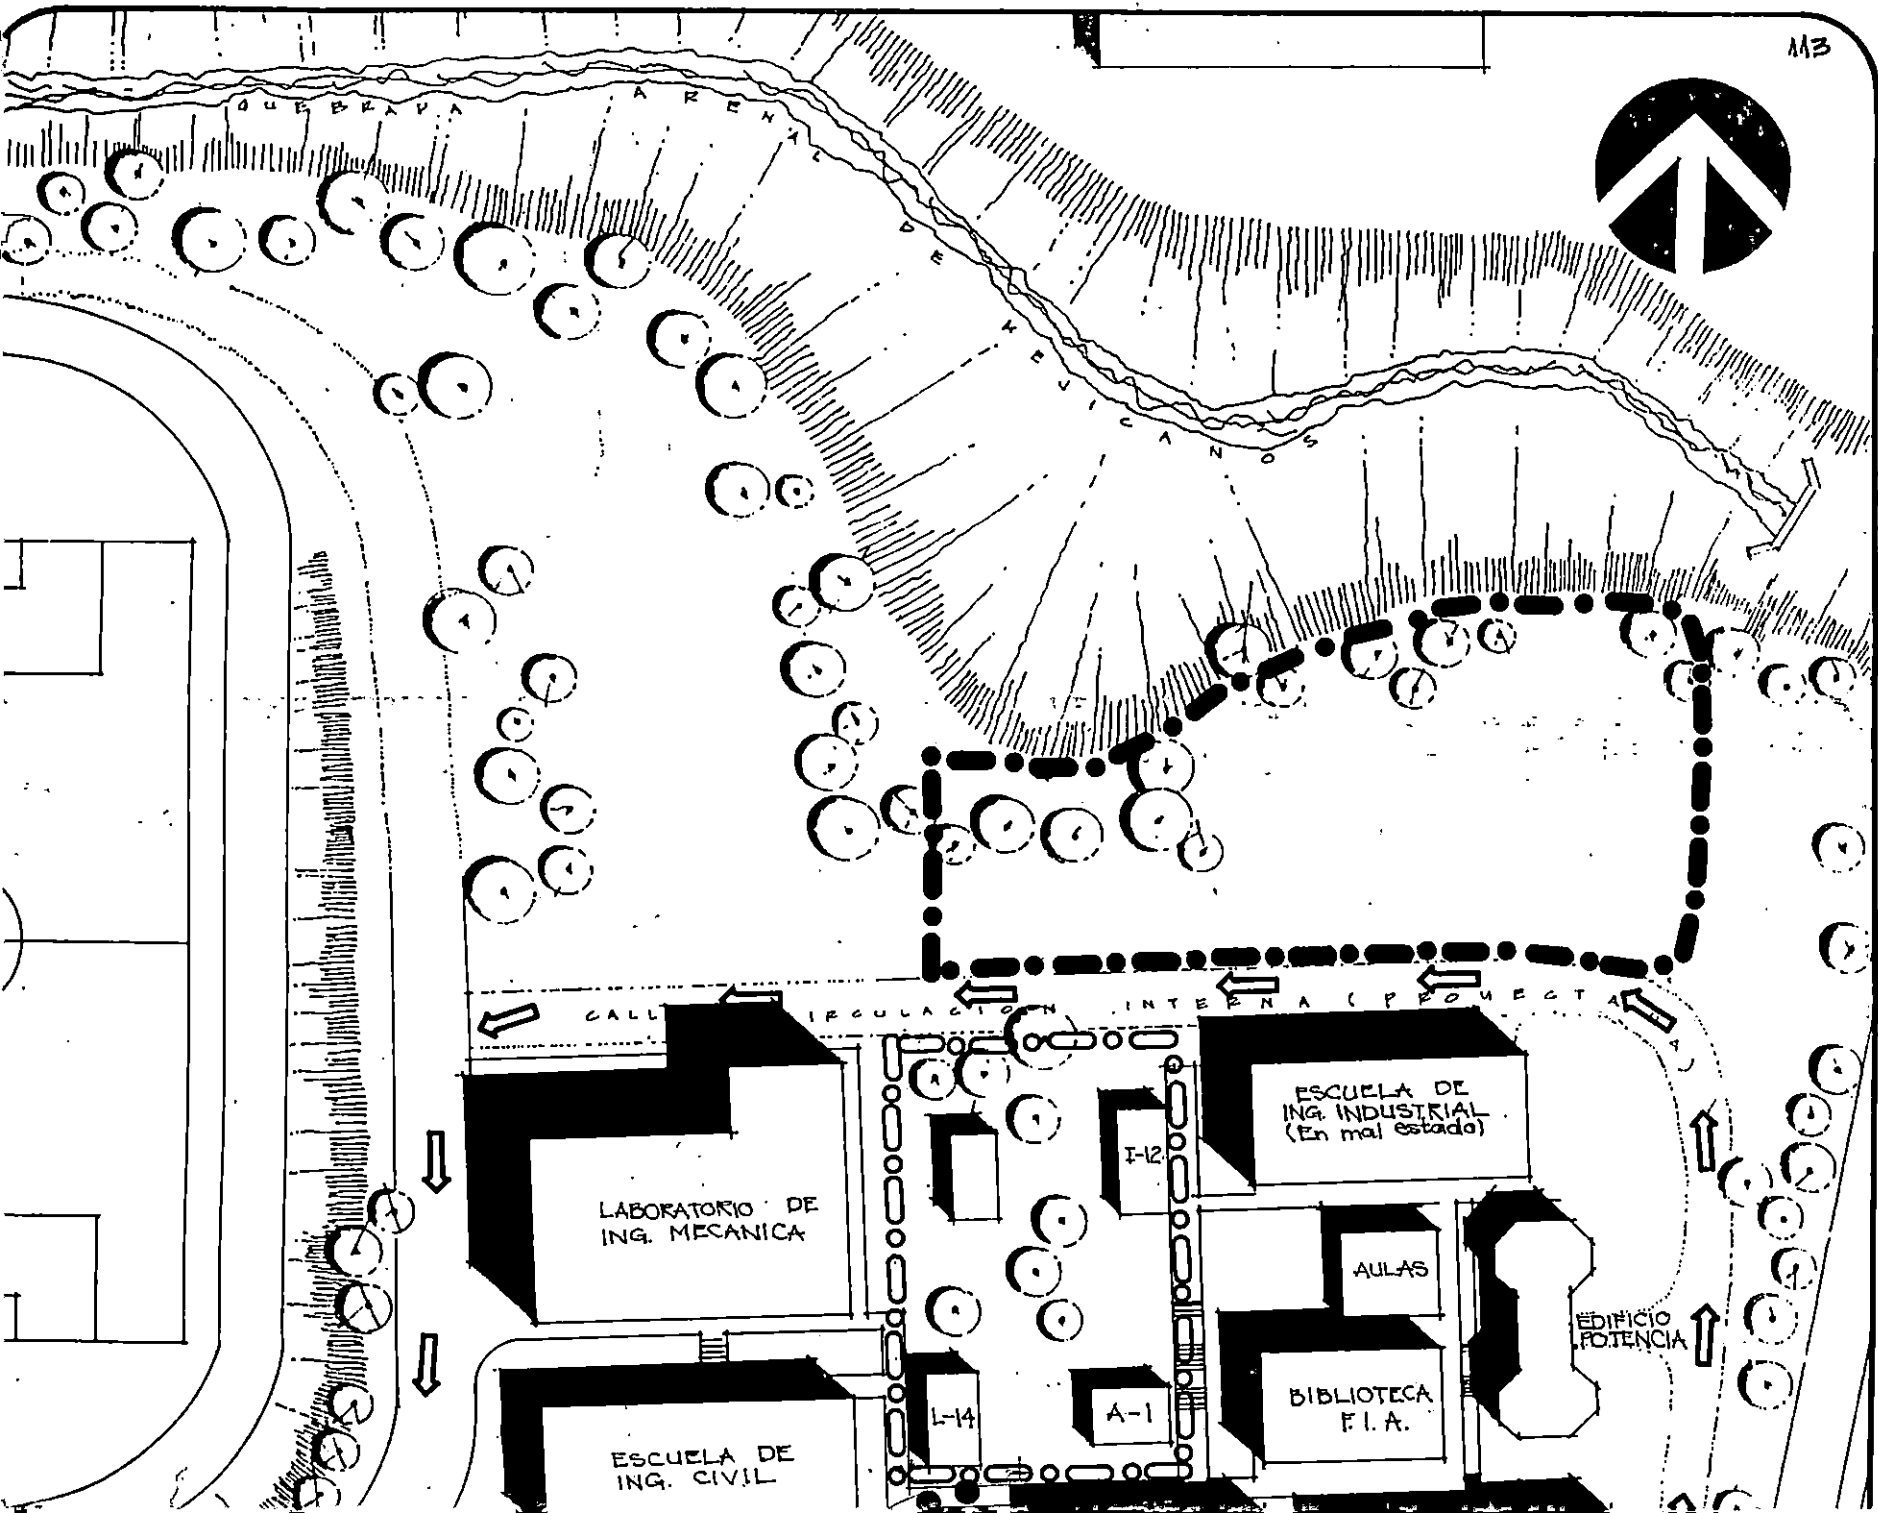 113
QUEBRADA ARENAL DE MEXICANOS
CALLE CIRCULACION INTERNA (PROYECTADA)
ESCUELA DE
ING. INDUSTRIAL
(En mal estado)
I-12
LABORATORIO DE
ING. MECANICA
AULAS
EDIFICIO
POTENCIA
BIBLIOTECA
F. I. A.
L-14
A-1
ESCUELA DE
ING. CIVIL